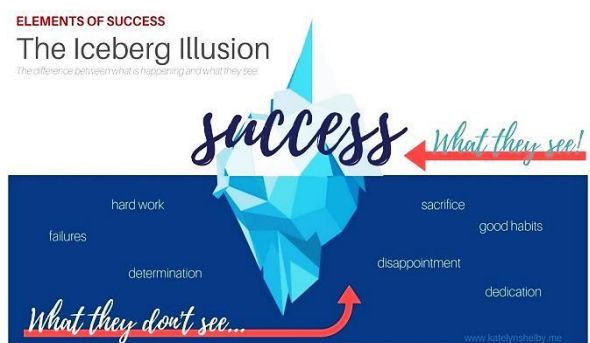 ELEMENTS OF SUCCESS
The Iceberg Illusion
The difference between what is happening and what they see.
success
What they see!
hard work
sacrifice
good habits
failures
disappointment
determination
dedication
What they don't see...
www.katelynshelby.me